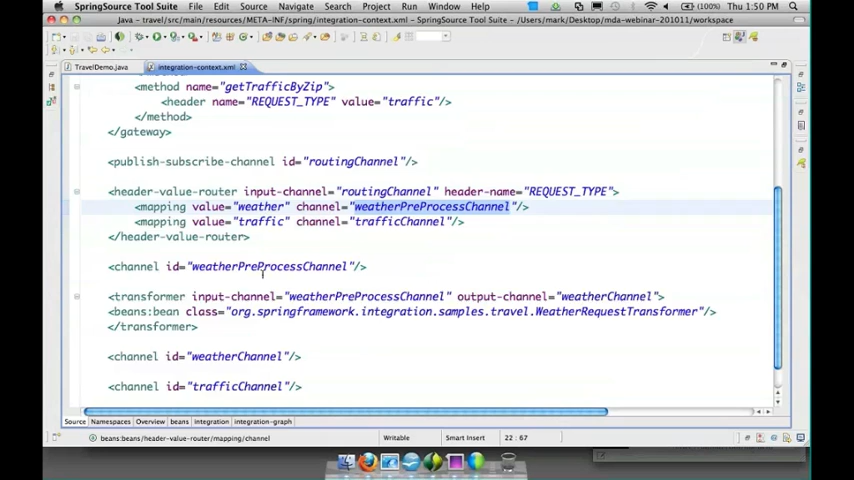 SpringSource Tool Suite File Edit Navigate Search Project Run Window Help (100%) Thu 1:50 PM
Java - travel/src/main/resources/META-INF/spring/integration-context.xml - SpringSource Tool Suite - /Users/mark/Desktop/mda-webinar-201011/workspace
TravelDemo.java integration-context.xml
<method name="getTrafficByZip">
<header name="REQUEST_TYPE" value="traffic"/>
</method>
</gateway>
<publish-subscribe-channel id="routingChannel"/>
<header-value-router input-channel="routingChannel" header-name="REQUEST_TYPE">
<mapping value="weather" channel="weatherPreProcessChannel"/>
<mapping value="traffic" channel="trafficChannel"/>
</header-value-router>
<channel id="weatherPreProcessChannel"/>
<transformer input-channel="weatherPreProcessChannel" output-channel="weatherChannel">
<beans:bean class="org.springframework.integration.samples.travel.WeatherRequestTransformer"/>
</transformer>
<channel id="weatherChannel"/>
<channel id="trafficChannel"/>
Source Namespaces Overview beans integration integration-graph
beans:beans/header-value-router/mapping/channel Writable Smart Insert 22 : 67